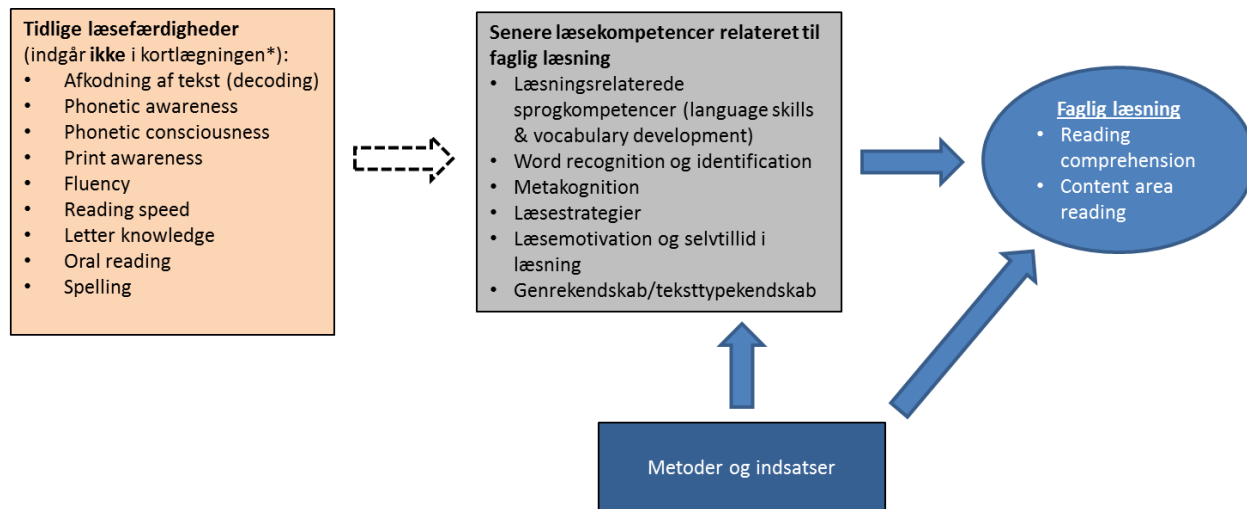 Tidlige læsefærdigheder
(indgår ikke i kortlægningen*):
• Afkodning af tekst (decoding)
• Phonetic awareness
• Phonetic consciousness
• Print awareness
• Fluency
• Reading speed
• Letter knowledge
• Oral reading
• Spelling
Senere læsekompetencer relateret til
faglig læsning
• Læsningsrelaterede
sprogkompetencer (language skills
& vocabulary development)
• Word recognition og identification
• Metakognition
• Læsestrategier
• Læsemotivation og selvtillid i
læsning
• Genrekendskab/teksttypekendskab
Faglig læsning
• Reading
comprehension
• Content area
reading
Metoder og indsatser